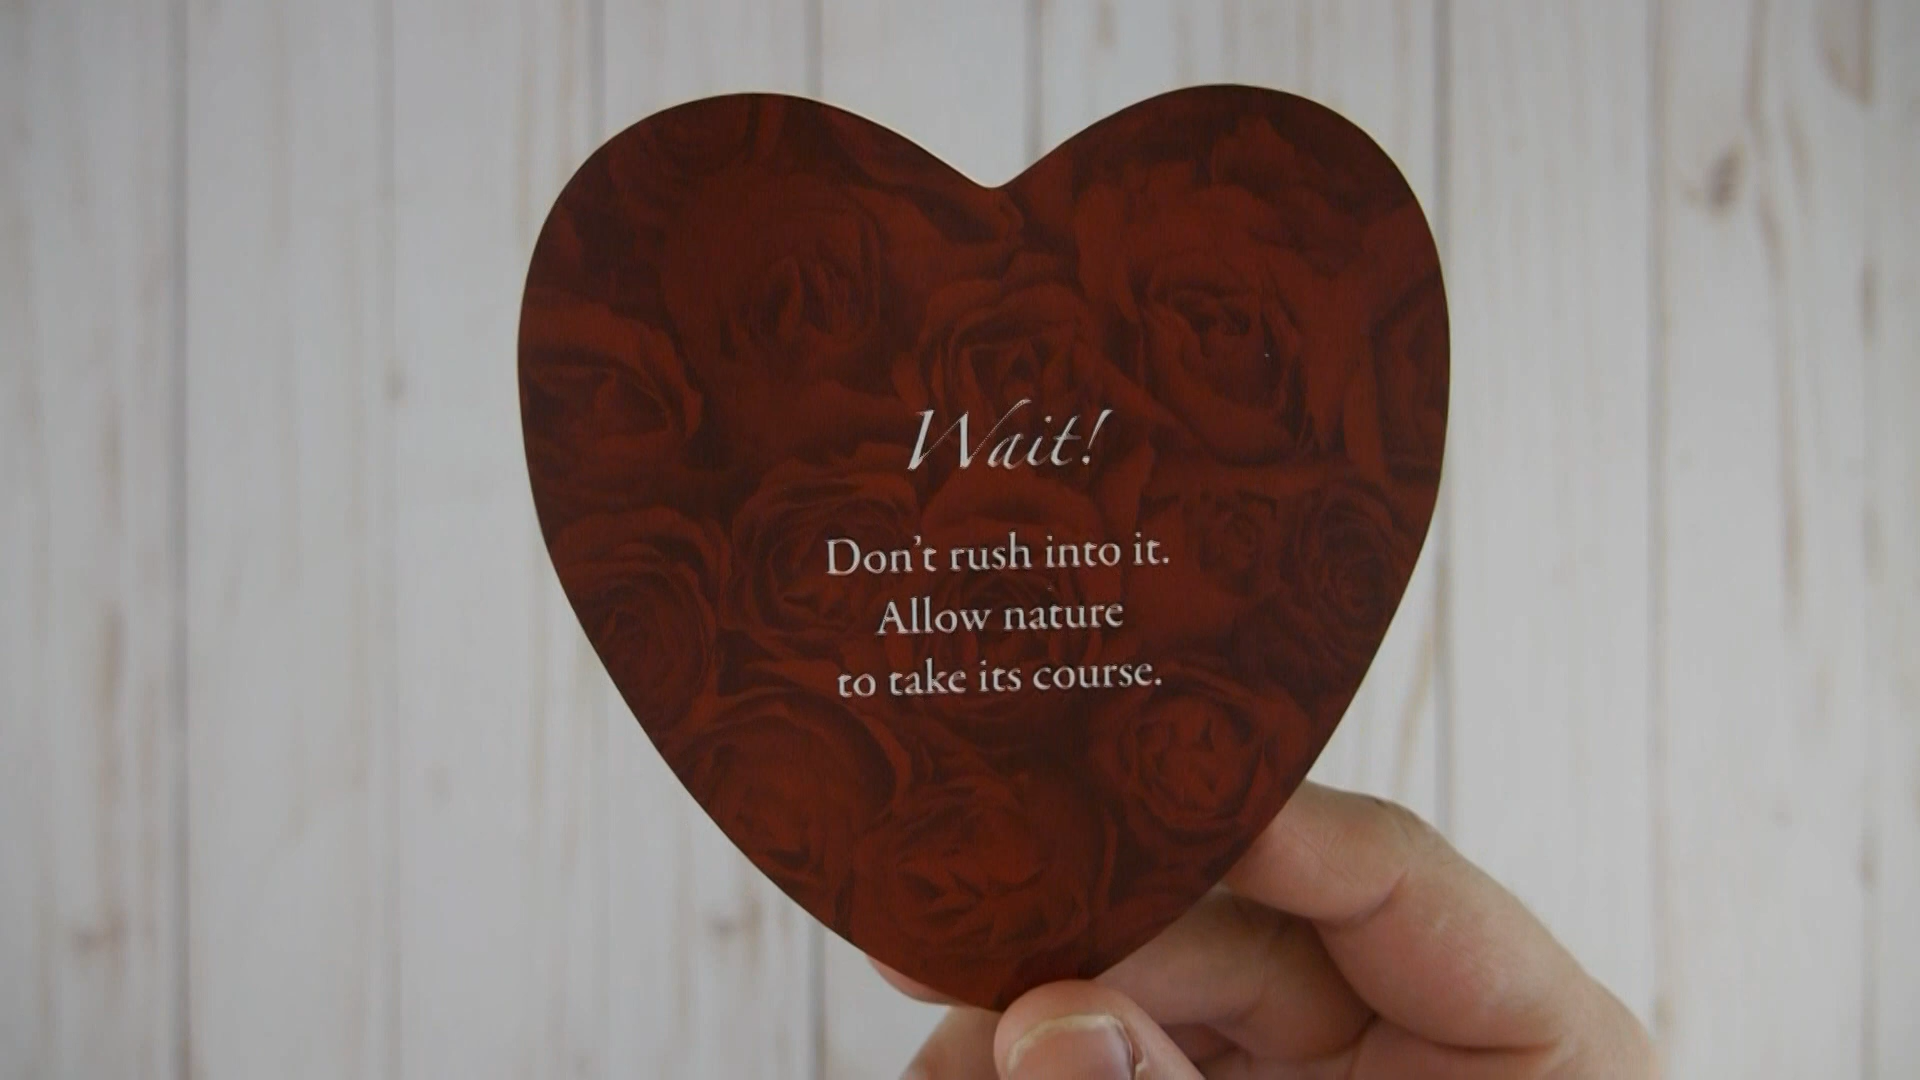 Wait!
Don't rush into it.
Allow nature
to take its course.